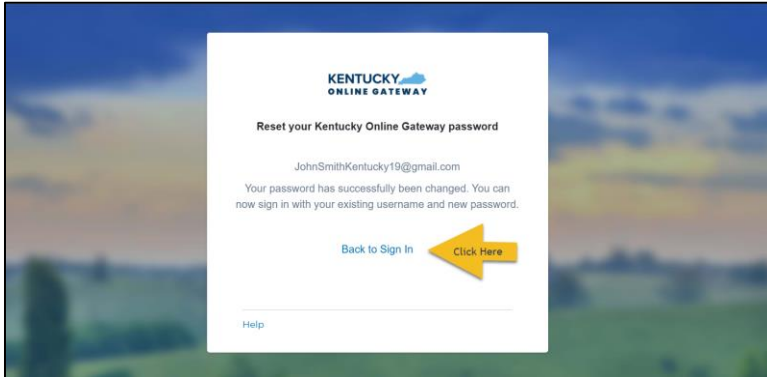 KENTUCKY
ONLINE GATEWAY
Reset your Kentucky Online Gateway password
JohnSmithKentucky19@gmail.com
Your password has successfully been changed. You can
now sign in with your existing username and new password.
Back to Sign In
Click Here
Help